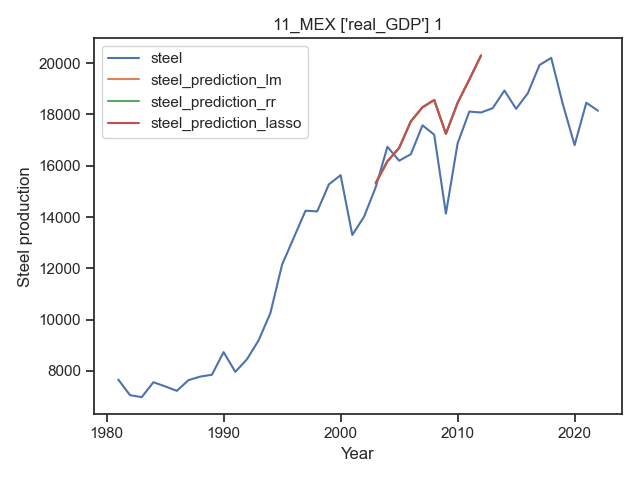 11_MEX ['real_GDP'] 1
steel
steel_prediction_lm
steel_prediction_rr
steel_prediction_lasso
20000
18000
16000
14000
12000
10000
8000
Steel production
1980 1990 2000 2010 2020
Year